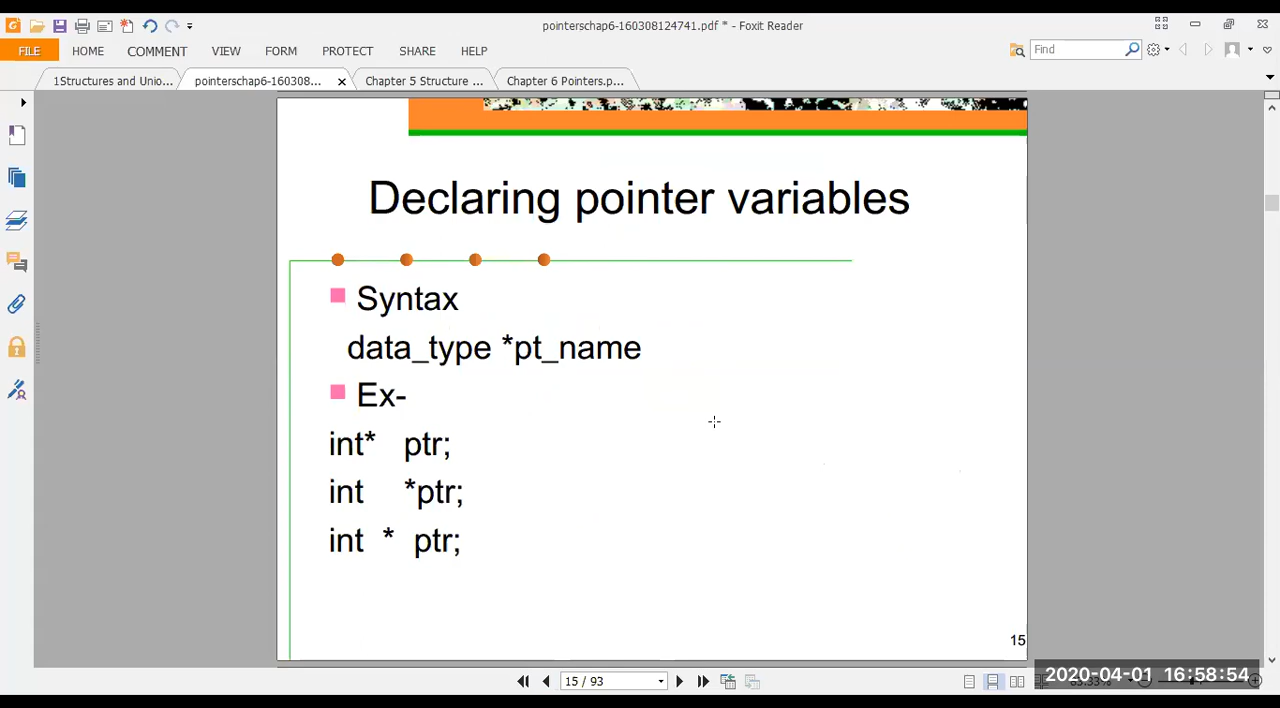 pointerschap6-160308124741.pdf * - Foxit Reader
FILE HOME COMMENT VIEW FORM PROTECT SHARE HELP Find
1Structures and Unio... pointerschap6-160308... Chapter 5 Structure ... Chapter 6 Pointers.p...
Declaring pointer variables
Syntax
data_type *pt_name
Ex-
int* ptr;
int *ptr;
int * ptr;
15
15 / 93
2020-04-01 16:58:54